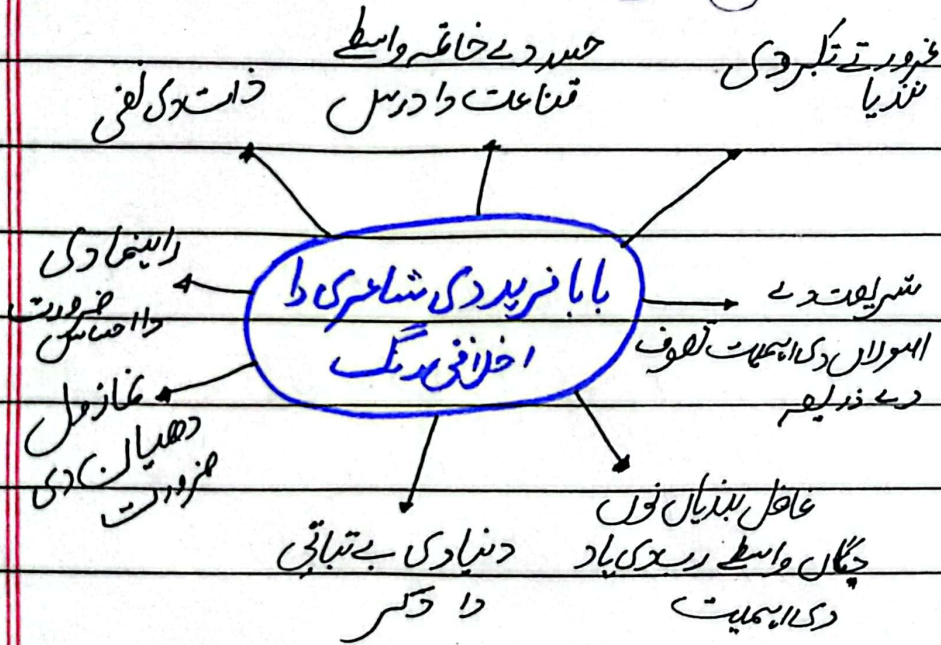 حسد دے خاتمہ واسطے
قناعت دا درس
غرور تے تکبر دی
نندیا
ذات دی نفی
بابا فرید دی شاعری دا
اخلاقی رنگ
راہنما دی
ضرورت
دا احساس
شریعت دے
اصولاں دی اہمیت تصوف
دے ذریعہ
نماز ول
دھیان دی
ضرورت
غافل بندیاں نوں
جگان واسطے رب دی یاد
دی اہمیت
دنیا دی بے ثباتی
دا ذکر